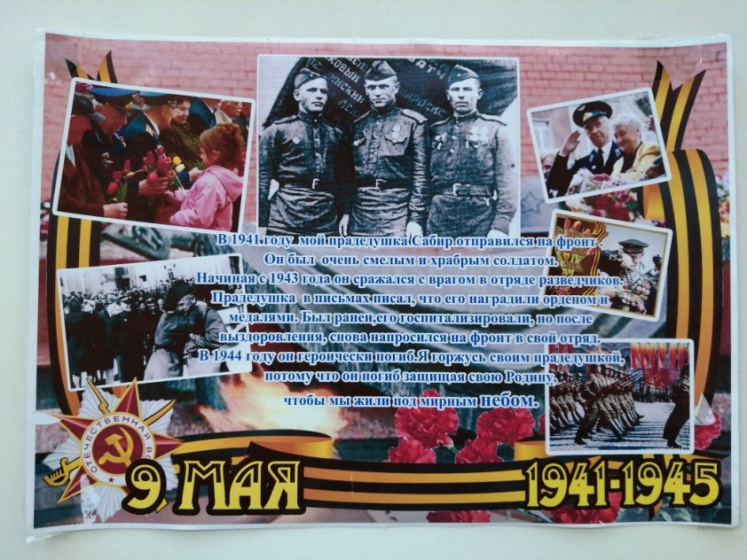 В 1941 году мой прадедушка Сабир отправился на фронт.
Он был очень смелым и храбрым солдатом.
Начиная с 1943 года он сражался с врагом в отряде разведчиков.
Прадедушка в письмах писал, что его наградили орденом и
медалями. Был ранен,его госпитализировали, но после
выздоровления, снова напросился на фронт в свой отряд.
В 1944 году он героически погиб.Я горжусь своим прадедушкой,
потому что он погиб защищая свою Родину,
чтобы мы жили под мирным небом.
ОТЕЧЕСТВЕННАЯ
9 МАЯ
1941-1945